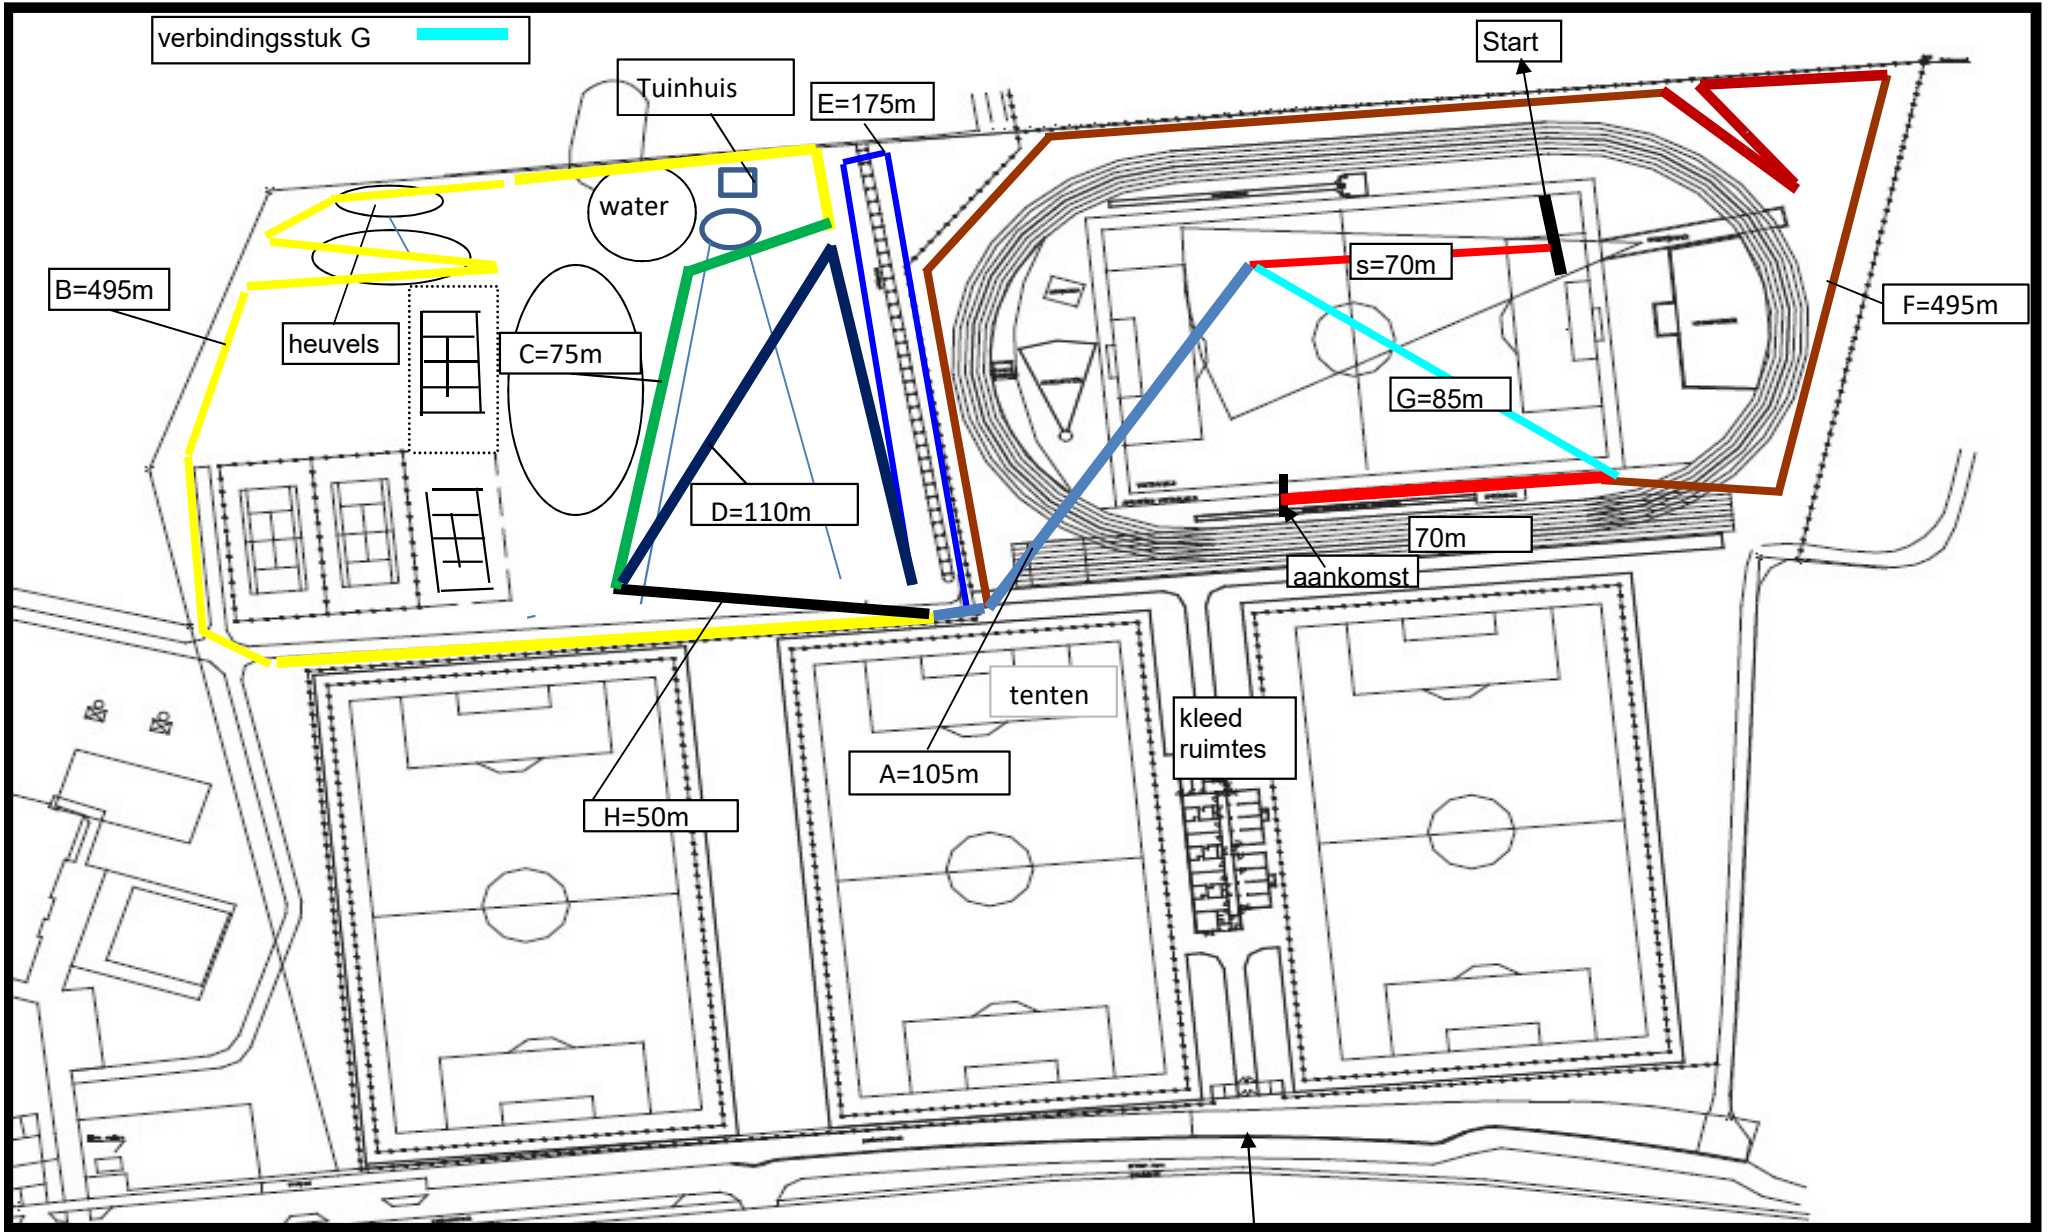 verbindingsstuk G
Start
Tuinhuis
E=175m
water
B=495m
s=70m
F=495m
heuvels
C=75m
G=85m
D=110m
70m
aankomst
tenten
kleed
ruimtes
A=105m
H=50m